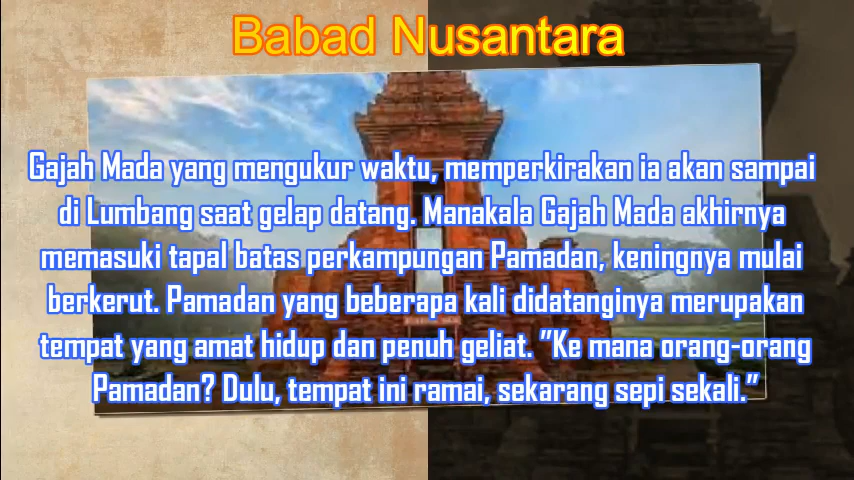 Babad Nusantara
Gajah Mada yang mengukur waktu, memperkirakan ia akan sampai
di Lumbang saat gelap datang. Manakala Gajah Mada akhirnya
memasuki tapal batas perkampungan Pamadan, keningnya mulai
berkerut. Pamadan yang beberapa kali didatanginya merupakan
tempat yang amat hidup dan penuh geliat. ”Ke mana orang-orang
Pamadan? Dulu, tempat ini ramai, sekarang sepi sekali.”